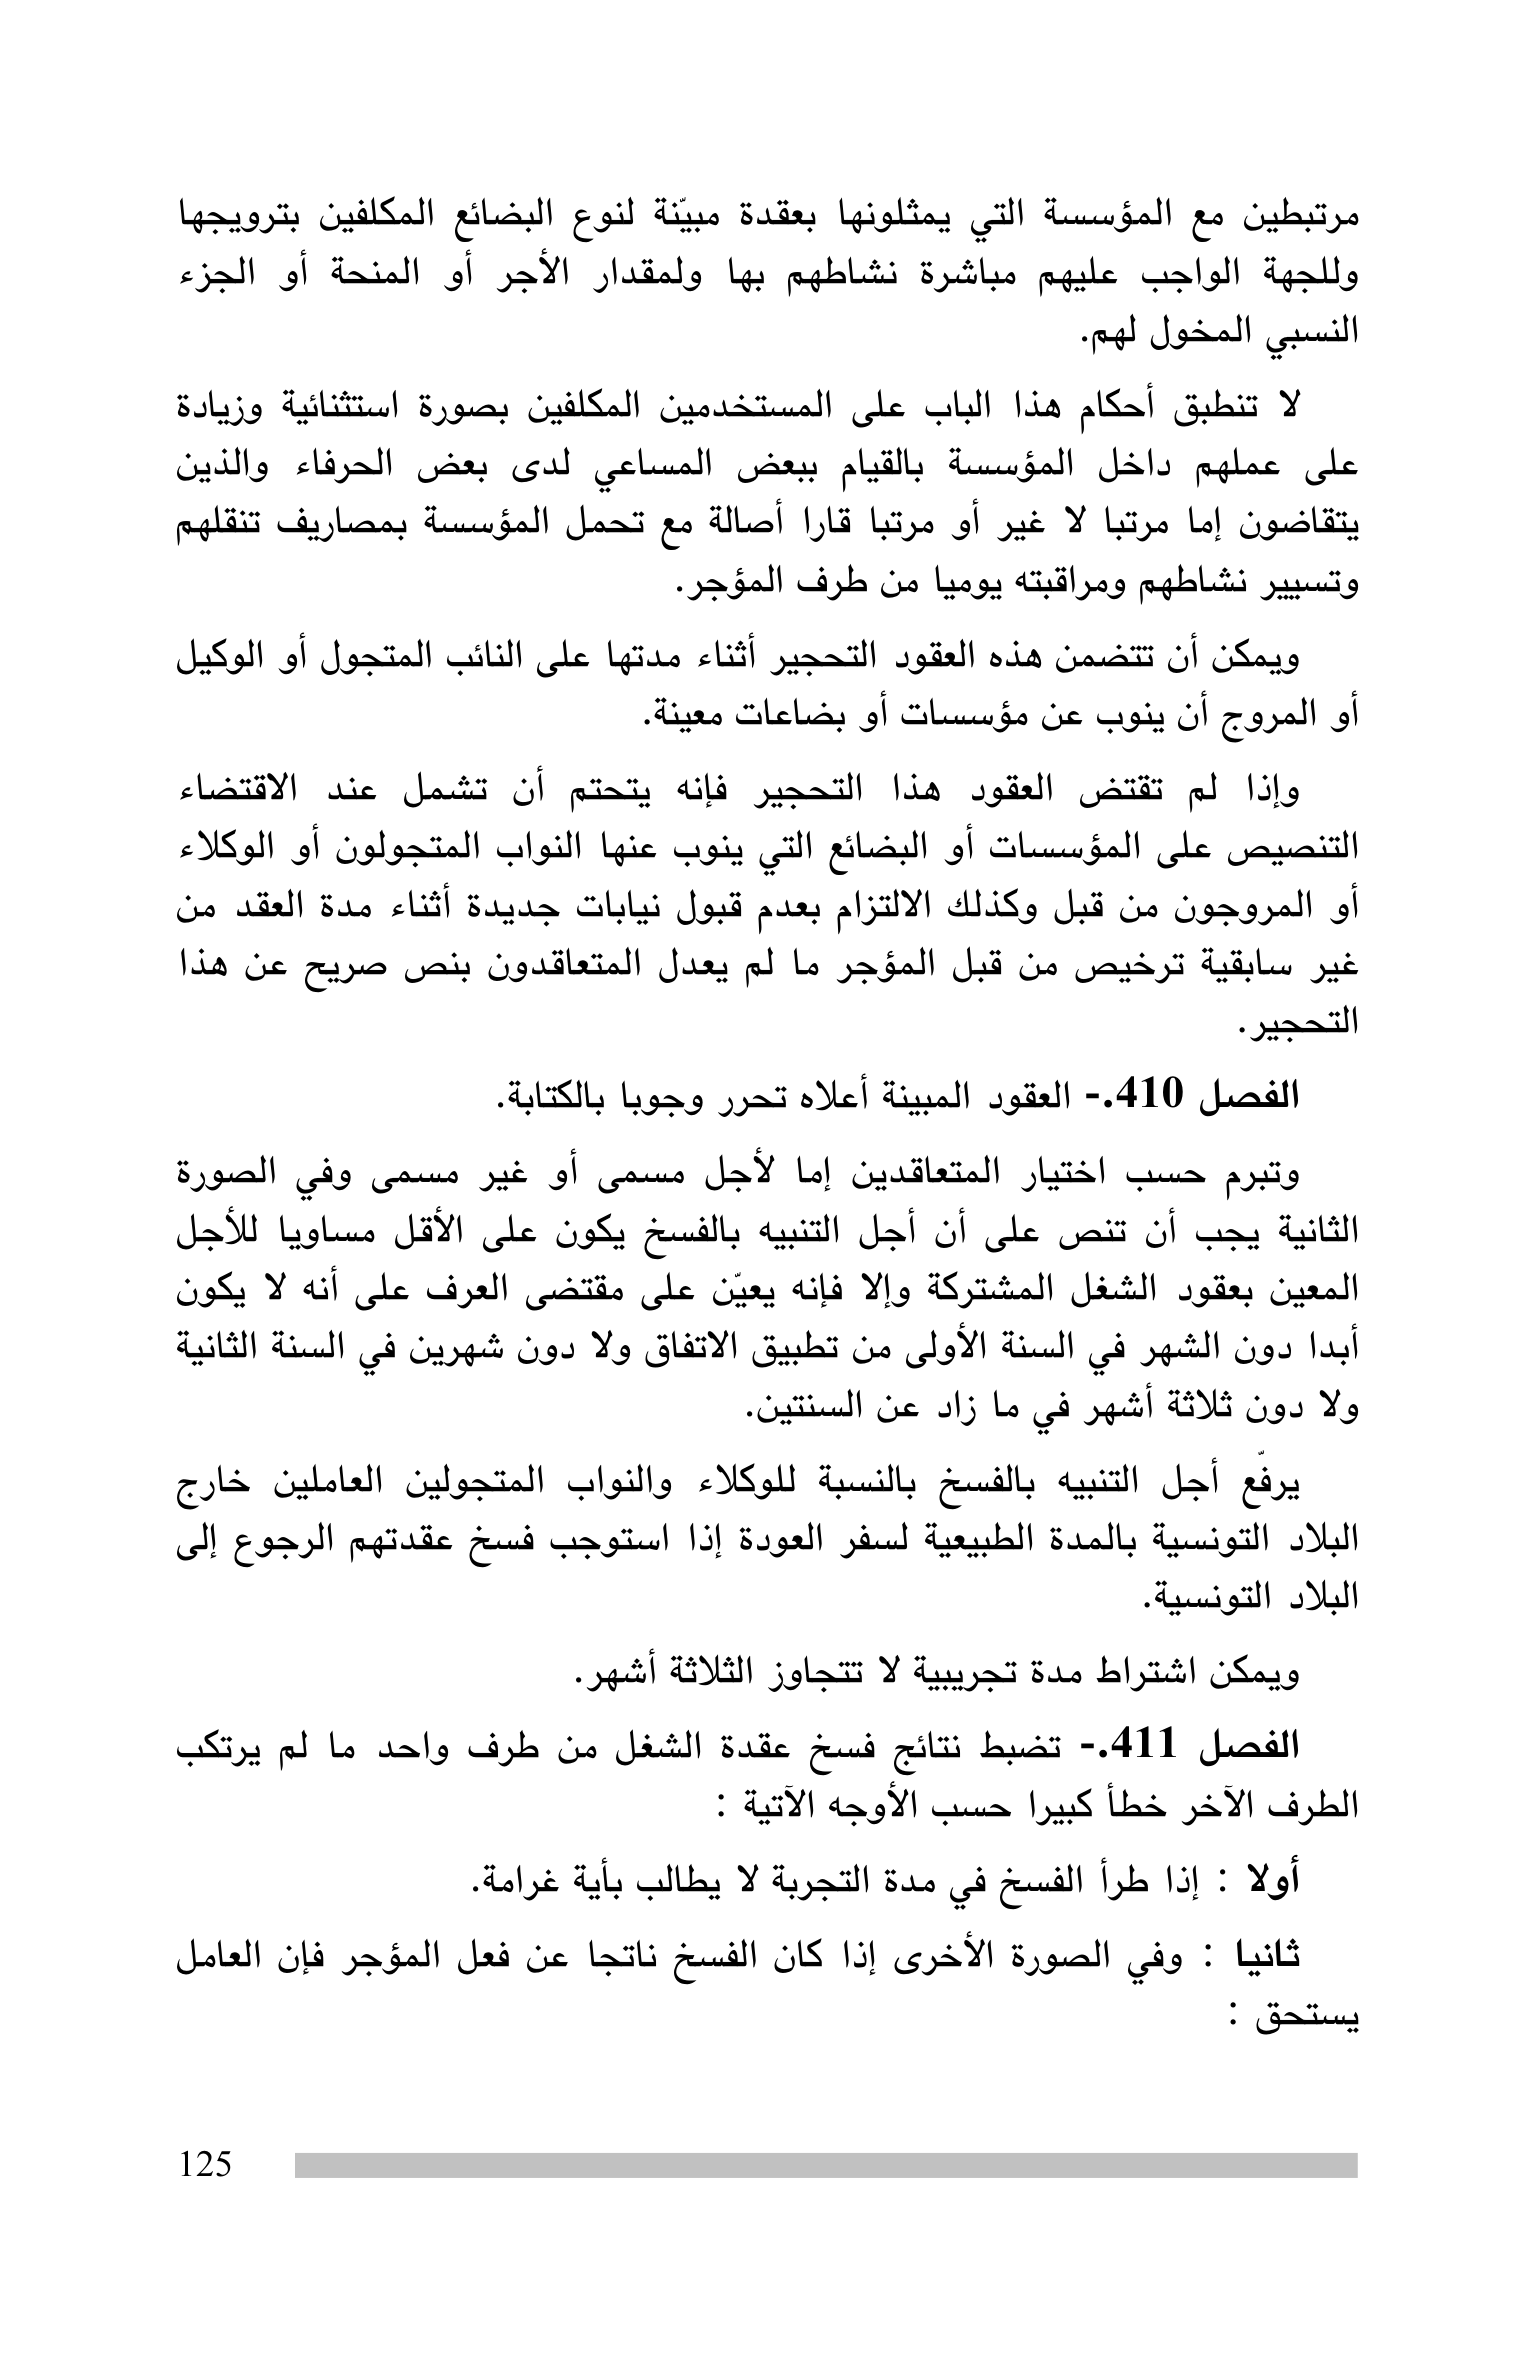 مرتبطين مع المؤسسة التي يمثلونها بعقدة مبيّنة لنوع البضائع المكلفين بترويجها
وللجهة الواجب عليهم مباشرة نشاطهم بها ولمقدار الأجر أو المنحة أو الجزء
النسبي المخول لهم.
لا تنطبق أحكام هذا الباب على المستخدمين المكلفين بصورة استثنائية وزيادة
على عملهم داخل المؤسسة بالقيام ببعض المساعي لدى بعض الحرفاء والذين
يتقاضون إما مرتبا لا غير أو مرتبا قارا أصالة مع تحمل المؤسسة بمصاريف تنقلهم
وتسيير نشاطهم ومراقبته يوميا من طرف المؤجر.
ويمكن أن تتضمن هذه العقود التحجير أثناء مدتها على النائب المتجول أو الوكيل
أو المروج أن ينوب عن مؤسسات أو بضاعات معينة.
وإذا لم تقتض العقود هذا التحجير فإنه يتحتم أن تشمل عند الاقتضاء
التنصيص على المؤسسات أو البضائع التي ينوب عنها النواب المتجولون أو الوكلاء
أو المروجون من قبل وكذلك الالتزام بعدم قبول نيابات جديدة أثناء مدة العقد من
غير سابقية ترخيص من قبل المؤجر ما لم يعدل المتعاقدون بنص صريح عن هذا
التحجير.
الفصل 410.- العقود المبينة أعلاه تحرر وجوبا بالكتابة.
وتبرم حسب اختيار المتعاقدين إما لأجل مسمى أو غير مسمى وفي الصورة
الثانية يجب أن تنص على أن أجل التنبيه بالفسخ يكون على الأقل مساويا للأجل
المعين بعقود الشغل المشتركة وإلا فإنه يعيّن على مقتضى العرف على أنه لا يكون
أبدا دون الشهر في السنة الأولى من تطبيق الاتفاق ولا دون شهرين في السنة الثانية
ولا دون ثلاثة أشهر في ما زاد عن السنتين.
يرفّع أجل التنبيه بالفسخ بالنسبة للوكلاء والنواب المتجولين العاملين خارج
البلاد التونسية بالمدة الطبيعية لسفر العودة إذا استوجب فسخ عقدتهم الرجوع إلى
البلاد التونسية.
ويمكن اشتراط مدة تجريبية لا تتجاوز الثلاثة أشهر.
الفصل 411.- تضبط نتائج فسخ عقدة الشغل من طرف واحد ما لم يرتكب
الطرف الآخر خطأ كبيرا حسب الأوجه الآتية :
أولا : إذا طرأ الفسخ في مدة التجربة لا يطالب بأية غرامة.
ثانيا : وفي الصورة الأخرى إذا كان الفسخ ناتجا عن فعل المؤجر فإن العامل
يستحق :
125